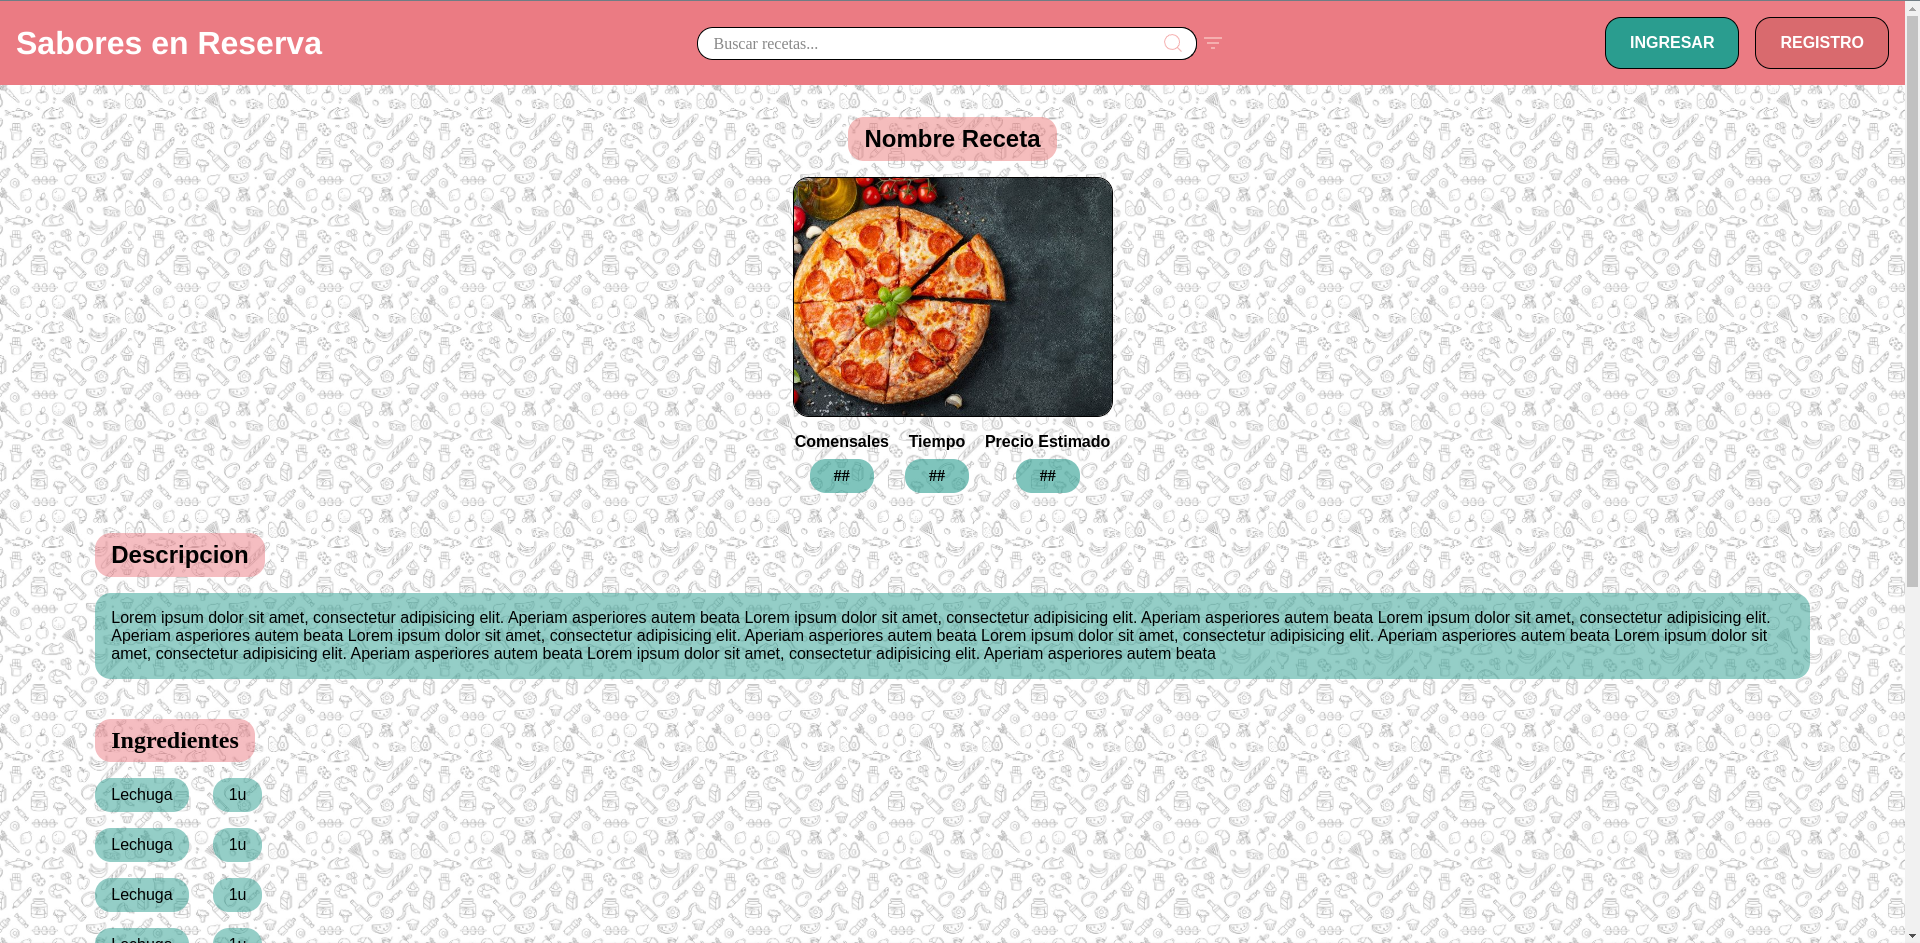 Sabores en Reserva
Buscar recetas...
INGRESAR
REGISTRO
Nombre Receta
Comensales Tiempo Precio Estimado
## ## ##
Descripcion
Lorem ipsum dolor sit amet, consectetur adipisicing elit. Aperiam asperiores autem beata Lorem ipsum dolor sit amet, consectetur adipisicing elit. Aperiam asperiores autem beata Lorem ipsum dolor sit amet, consectetur adipisicing elit.
Aperiam asperiores autem beata Lorem ipsum dolor sit amet, consectetur adipisicing elit. Aperiam asperiores autem beata Lorem ipsum dolor sit amet, consectetur adipisicing elit. Aperiam asperiores autem beata Lorem ipsum dolor sit
amet, consectetur adipisicing elit. Aperiam asperiores autem beata Lorem ipsum dolor sit amet, consectetur adipisicing elit. Aperiam asperiores autem beata
Ingredientes
Lechuga 1u
Lechuga 1u
Lechuga 1u
Lechuga 1u